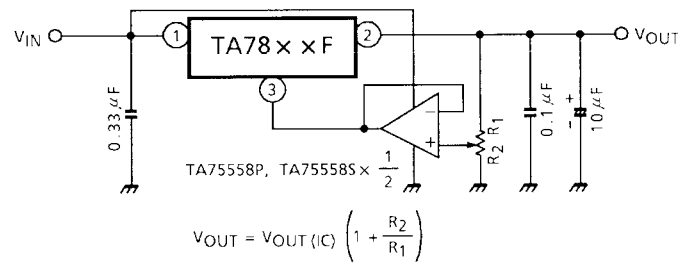 VIN
1
TA78××F
2
VOUT
3
0.33μF
−
+
R1
R2
0.1μF
+
−
10μF
TA75558P, TA75558S × 1/2
VOUT = VOUT (IC) (1 + R2/R1)